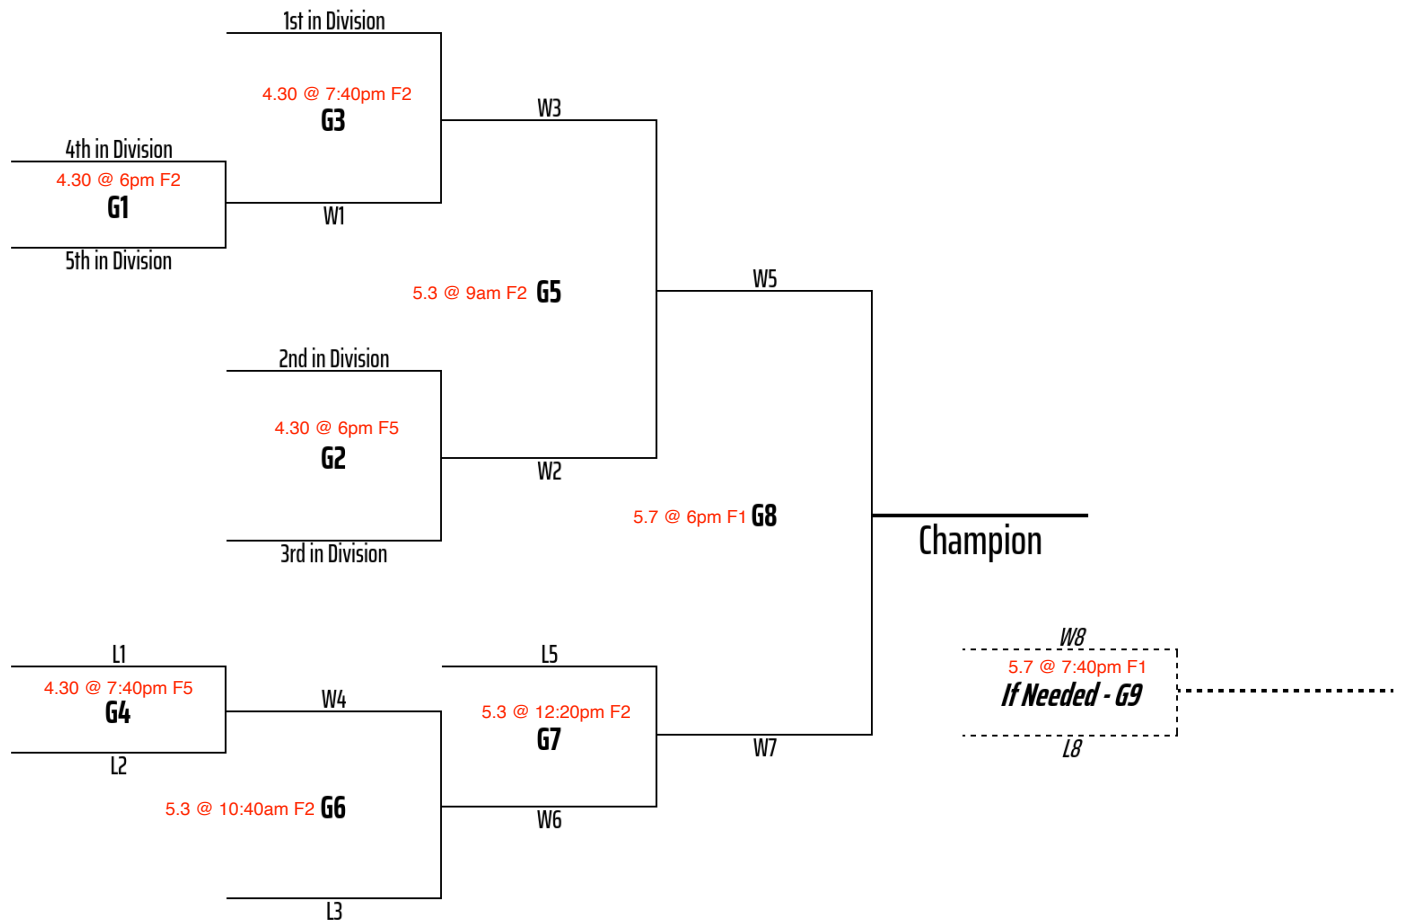 1st in Division
4.30 @ 7:40pm F2
G3
W3
4th in Division
4.30 @ 6pm F2
G1
W1
5th in Division
5.3 @ 9am F2 G5
W5
2nd in Division
4.30 @ 6pm F5
G2
W2
3rd in Division
5.7 @ 6pm F1 G8
Champion
L1
4.30 @ 7:40pm F5
G4
L2
W4
L5
5.3 @ 12:20pm F2
G7
W7
5.3 @ 10:40am F2 G6
W6
L3
W8
5.7 @ 7:40pm F1
If Needed - G9
L8